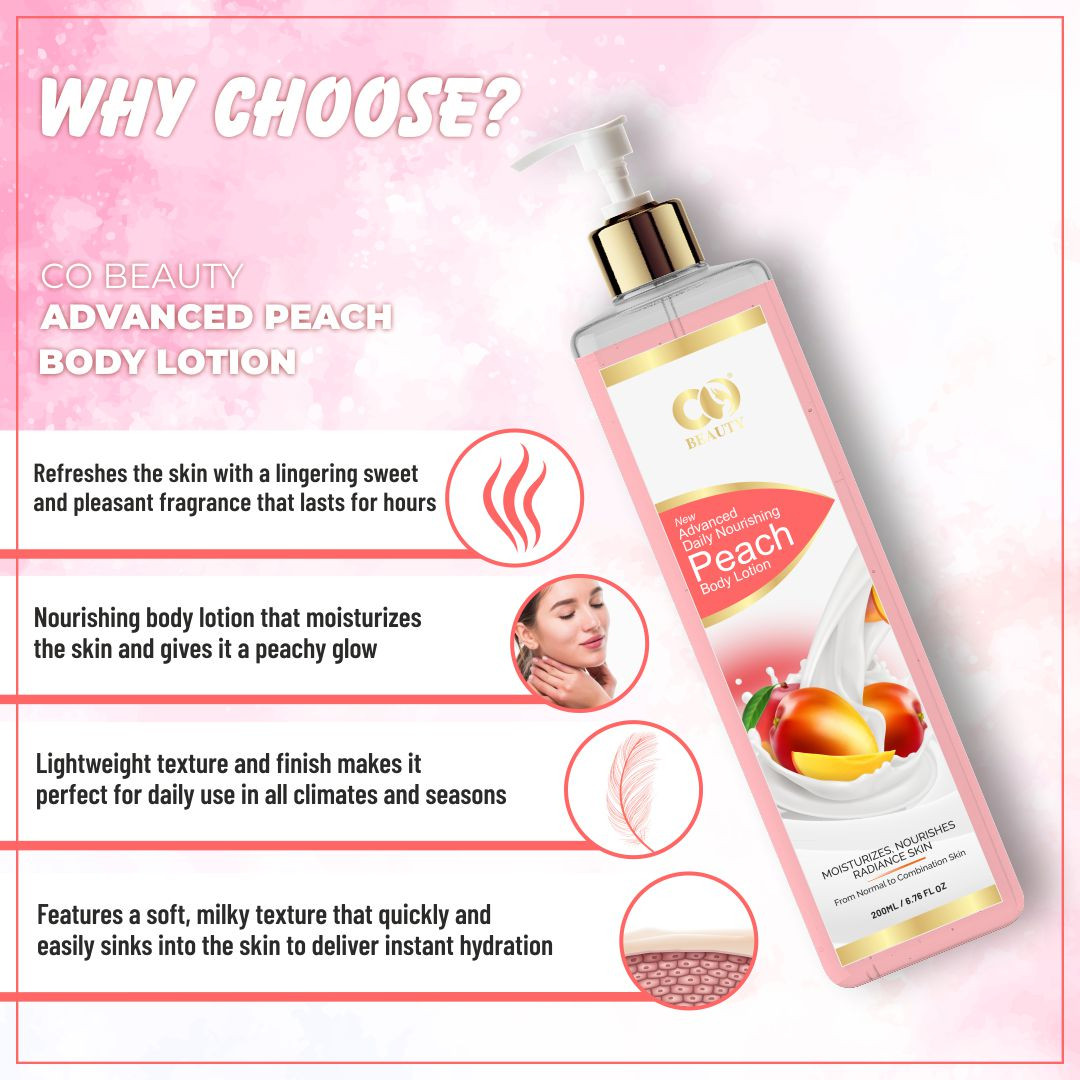 WHY CHOOSE?
CO BEAUTY
ADVANCED PEACH
BODY LOTION
Refreshes the skin with a lingering sweet
and pleasant fragrance that lasts for hours
Nourishing body lotion that moisturizes
the skin and gives it a peachy glow
Lightweight texture and finish makes it
perfect for daily use in all climates and seasons
Features a soft, milky texture that quickly and
easily sinks into the skin to deliver instant hydration
CO®
BEAUTY
New
Advanced
Daily Nourishing
Peach
Body Lotion
MOISTURIZES, NOURISHES
RADIANCE SKIN
From Normal to Combination Skin
200ML / 6.76 FL OZ